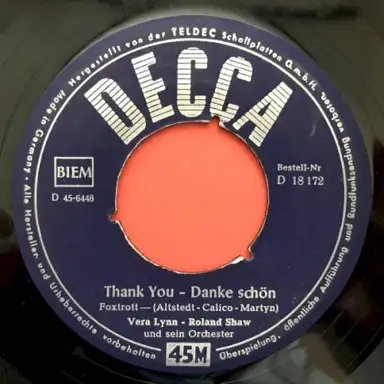 Made in Germany. Hergestellt von der TELDEC Schallplatten G.m.b.H.
DECCA
BIEM
D 45-6448
Bestell-Nr
D 18 172
Thank You – Danke schön
Foxtrott — (Altstedt - Calico - Martyn)
Vera Lynn - Roland Shaw
und sein Orchester
45M
Alle Hersteller- und Urheberrechte vorbehalten
Überspielung, öffentliche Aufführung und Rundfunksendung verboten.